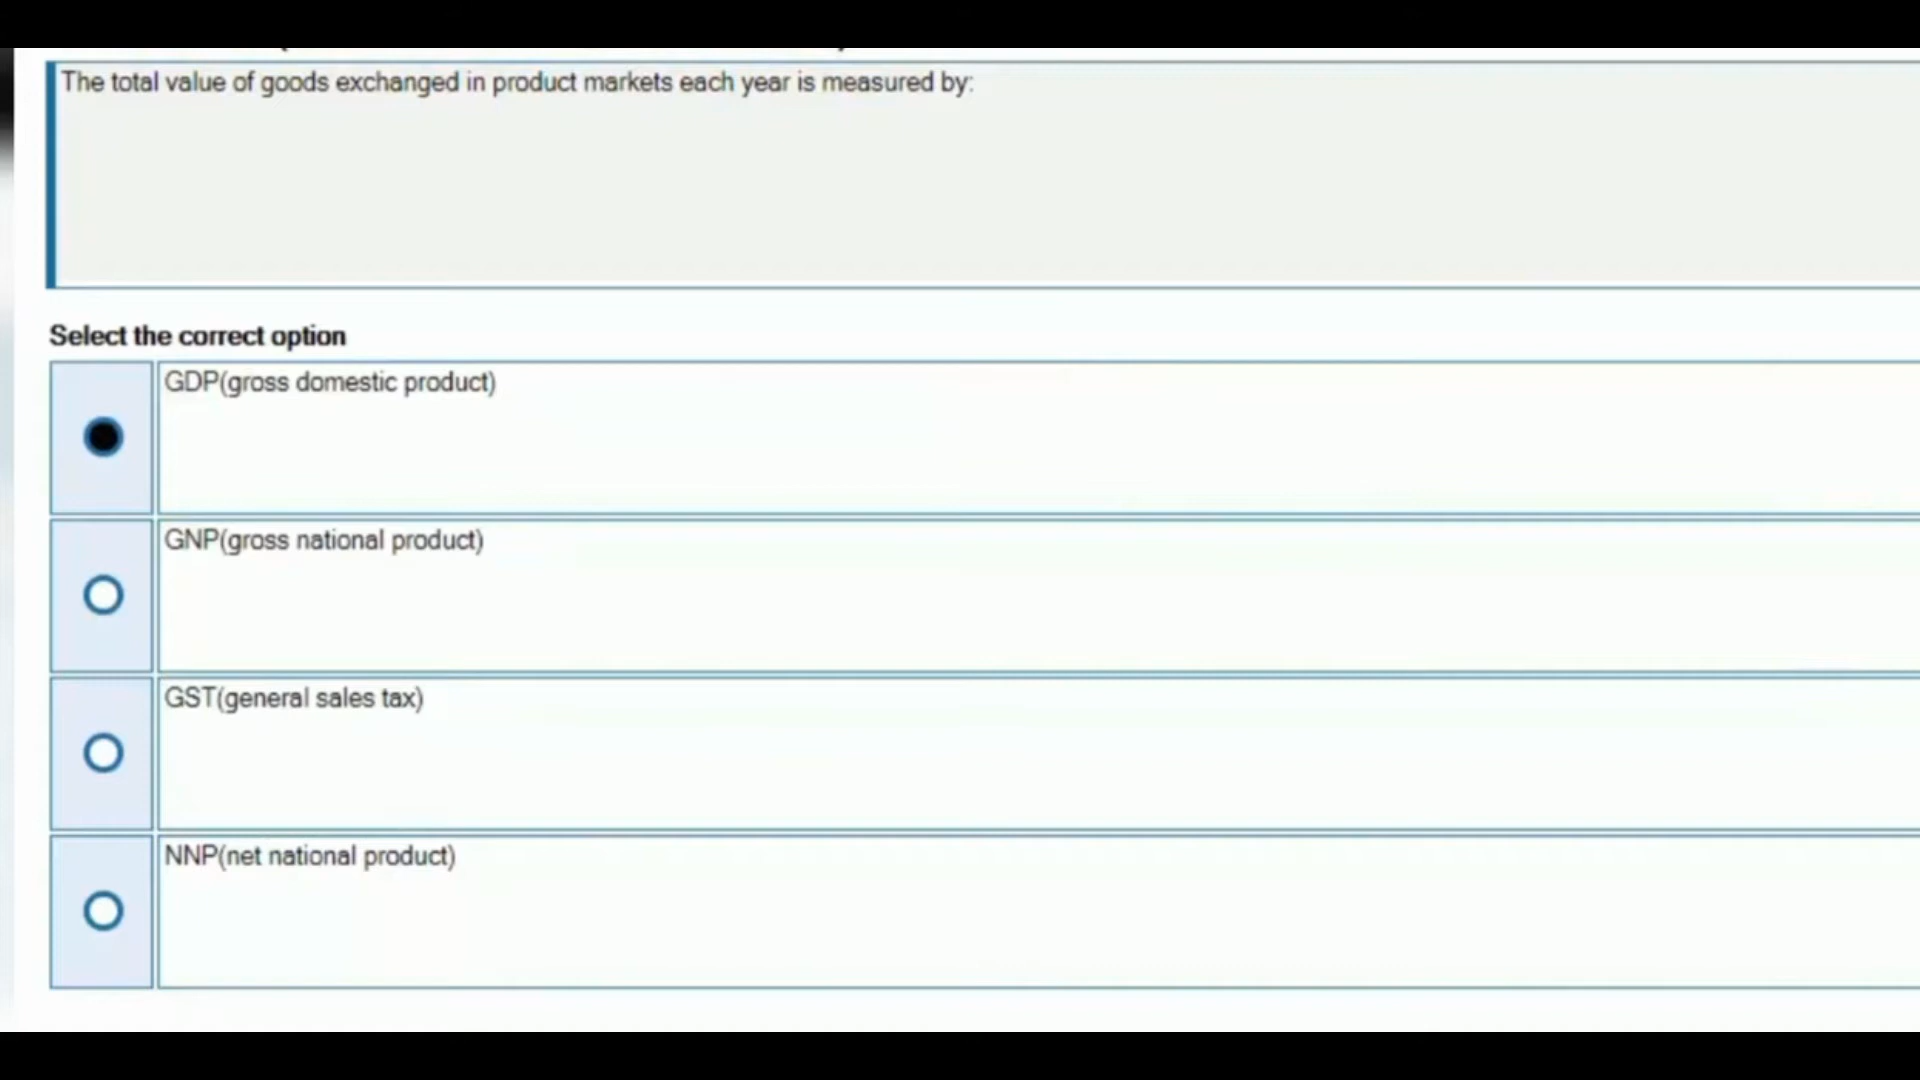 The total value of goods exchanged in product markets each year is measured by:
Select the correct option
GDP(gross domestic product)
GNP(gross national product)
GST(general sales tax)
NNP(net national product)